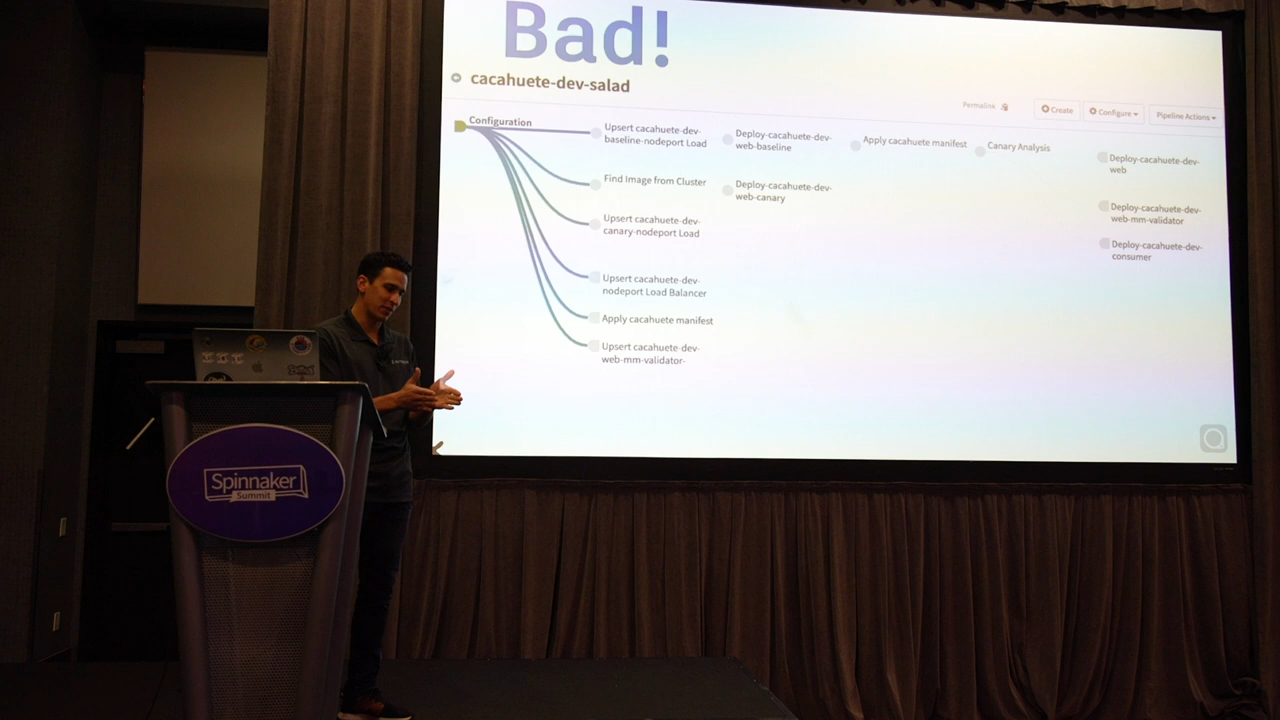 Bad!
cacahuete-dev-salad
Permalink
Create
Configure
Pipeline Actions
Configuration
Upsert cacahuete-dev-
baseline-nodeport Load
Deploy-cacahuete-dev-
web-baseline
Apply cacahuete manifest
Canary Analysis
Deploy-cacahuete-dev-
web
Find Image from Cluster
Deploy-cacahuete-dev-
web-canary
Deploy-cacahuete-dev-
web-mm-validator
Upsert cacahuete-dev-
canary-nodeport Load
Deploy-cacahuete-dev-
consumer
Upsert cacahuete-dev-
nodeport Load Balancer
Apply cacahuete manifest
Upsert cacahuete-dev-
web-mm-validator-
Spinnaker
Summit